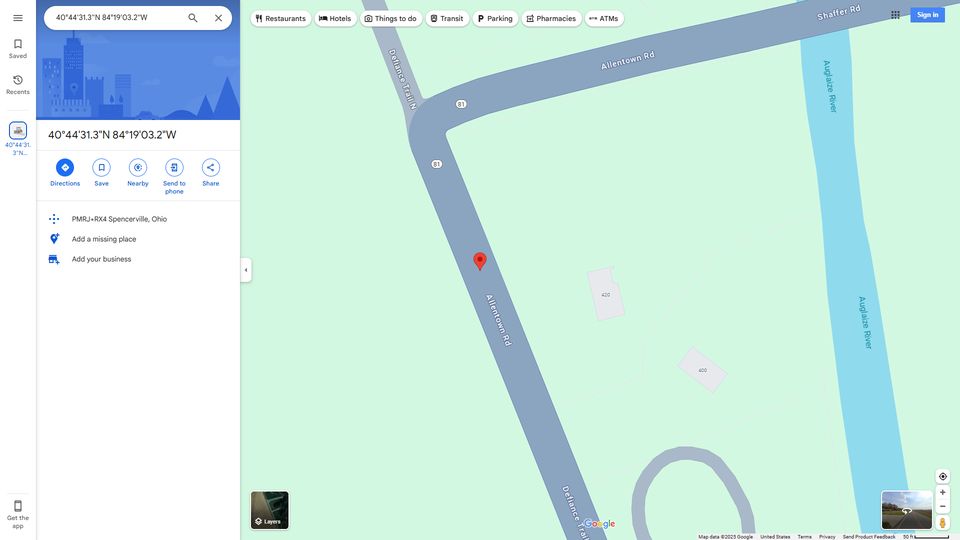 40°44'31.3"N 84°19'03.2"W
Restaurants
Hotels
Things to do
Transit
Parking
Pharmacies
ATMs
Sign in
Saved
Recents
40°44'31.
3"N...
40°44'31.3"N 84°19'03.2"W
Directions
Save
Nearby
Send to
phone
Share
PMRJ+RX4 Spencerville, Ohio
Add a missing place
Add your business
Get the
app
Shaffer Rd
Allentown Rd
Defiance Trail N
81
81
Auglaize River
Allentown Rd
420
Auglaize River
400
Defiance Trail
Layers
Google
Map data ©2025 Google
United States
Terms
Privacy
Send Product Feedback
50 ft